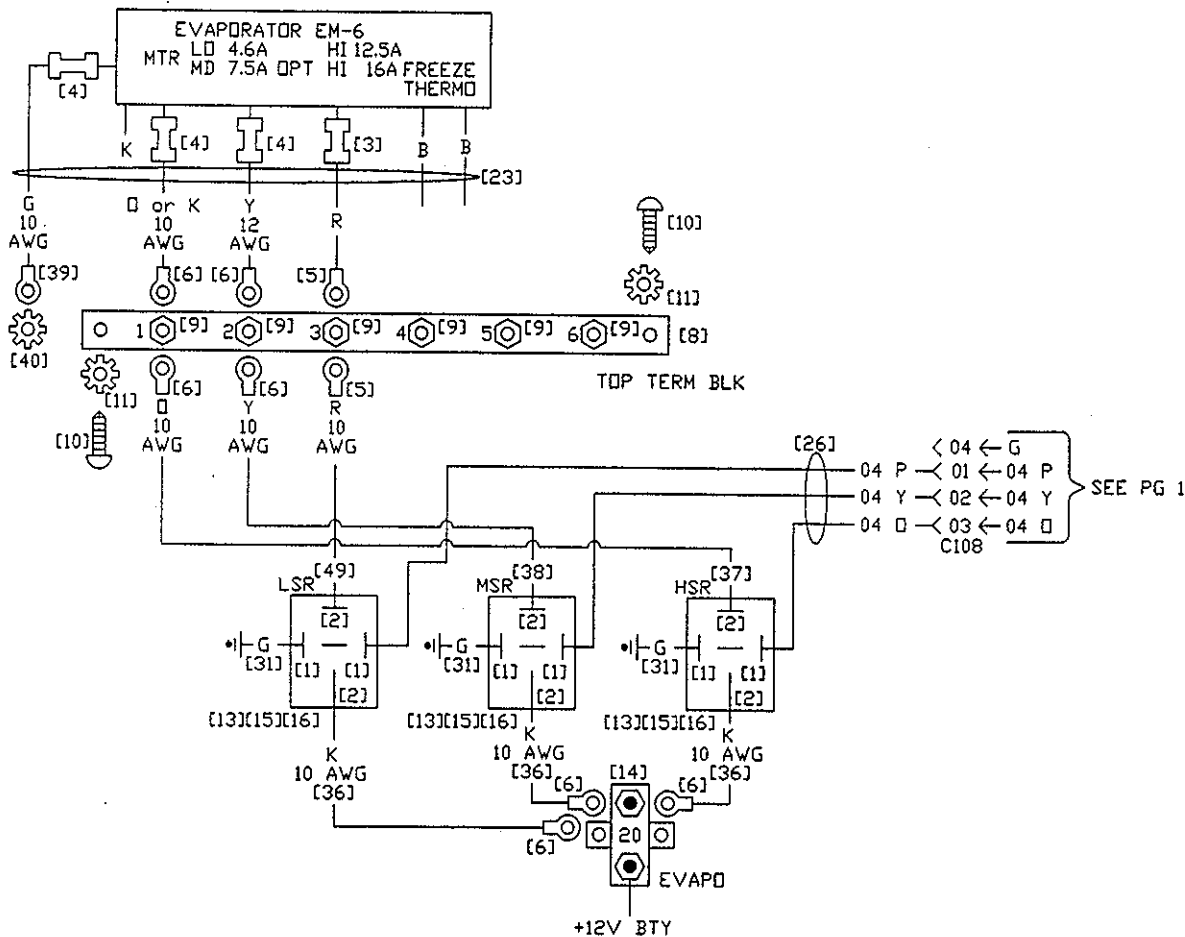 EVAPORATOR EM-6
MTR LO 4.6A HI 12.5A
MD 7.5A OPT HI 16A FREEZE
THERMO
[4]
K [4] [4] [3] B B
[23]
G O or K Y R
10 10 12
AWG AWG AWG
[10]
[39] [6] [6] [5]
[11]
1 [9] 2 [9] 3 [9] 4 [9] 5 [9] 6 [9] [8]
[40]
[6] [6] [5]
TOP TERM BLK
[11]
O Y R
10 10 10
[10] AWG AWG AWG
[26]
04 G
04 P 01 04 P
SEE PG 1
04 Y 02 04 Y
04 O 03 04 O
C108
[49] [38] [37]
LSR MSR HSR
[2] [2] [2]
G G G
[31] [1] [1] [31] [1] [1] [31] [1] [1]
[2] [2] [2]
[13][15][16] [13][15][16] [13][15][16]
K K K
10 AWG 10 AWG 10 AWG
[36] [36] [36]
[6] [14] [6]
[6] 20
EVAPO
+12V BTY